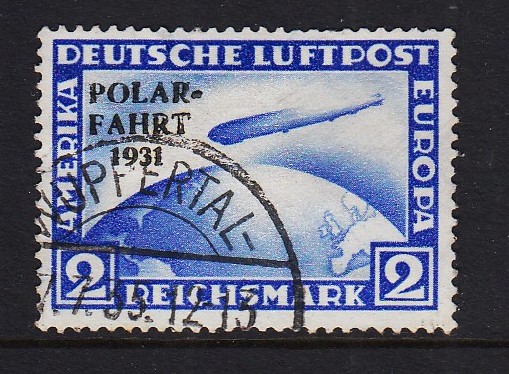 DEUTSCHE LUFTPOST
AMERIKA
EUROPA
POLAR-
FAHRT
1931
2
REICHSMARK
2